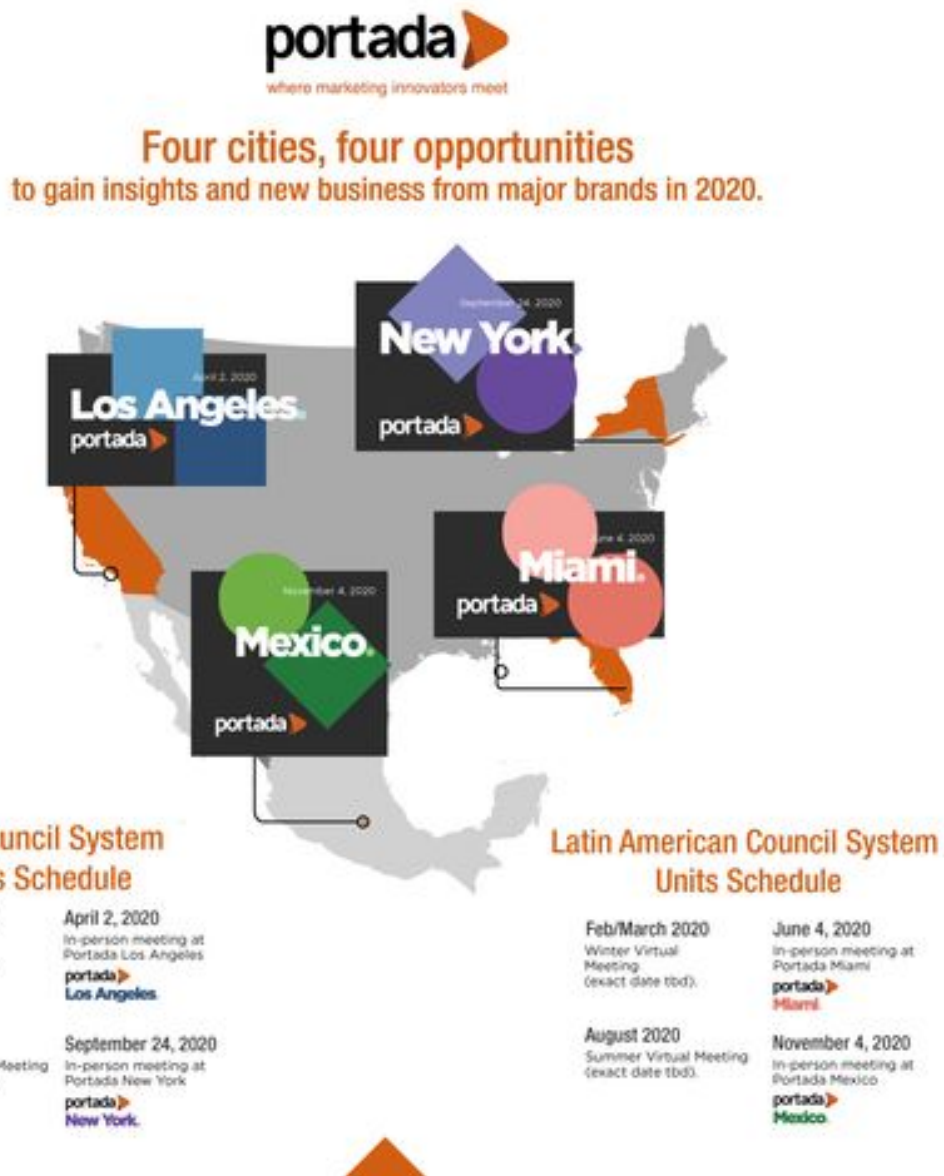 portada
where marketing innovators meet
Four cities, four opportunities
to gain insights and new business from major brands in 2020.
September 24, 2020
New York.
portada
April 2, 2020
Los Angeles.
portada
June 4, 2020
Miami.
portada
November 4, 2020
Mexico.
portada
uncil System
s Schedule
April 2, 2020
In-person meeting at
Portada Los Angeles
portada
Los Angeles.
September 24, 2020
Meeting
In-person meeting at
Portada New York
portada
New York.
Latin American Council System
Units Schedule
Feb/March 2020
Winter Virtual
Meeting
(exact date tbd).
June 4, 2020
In-person meeting at
Portada Miami
portada
Miami.
August 2020
Summer Virtual Meeting
(exact date tbd).
November 4, 2020
In-person meeting at
Portada Mexico
portada
Mexico.